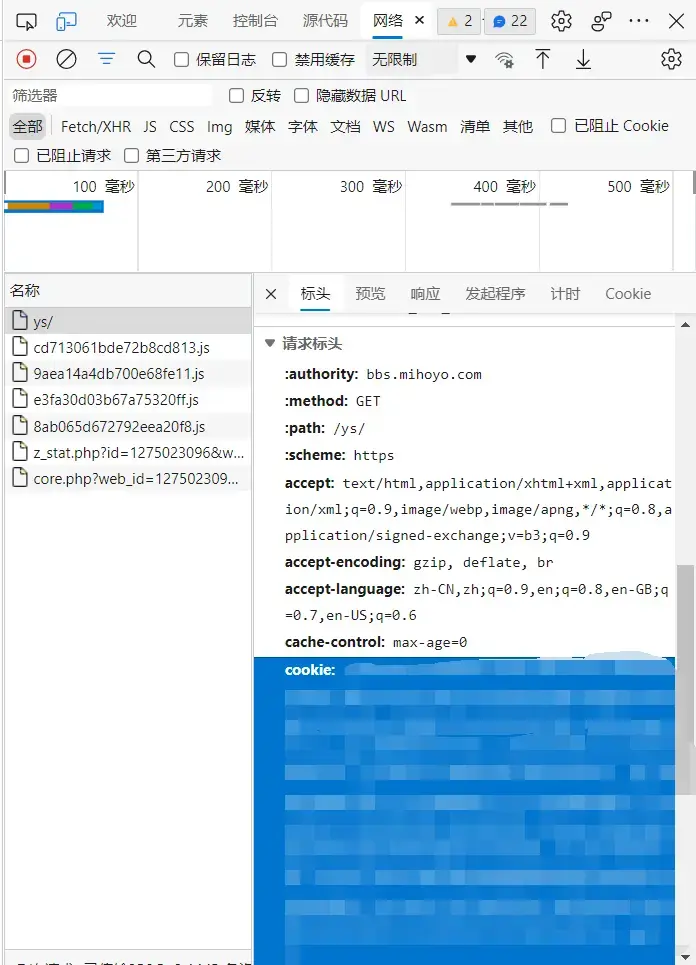 欢迎 元素 控制台 源代码 网络 2 22
保留日志 禁用缓存 无限制
筛选器 反转 隐藏数据 URL
全部 Fetch/XHR JS CSS Img 媒体 字体 文档 WS Wasm 清单 其他 已阻止 Cookie
已阻止请求 第三方请求
100 毫秒 200 毫秒 300 毫秒 400 毫秒 500 毫秒
名称
标头 预览 响应 发起程序 计时 Cookie
ys/
cd713061bde72b8cd813.js
9aea14a4db700e68fe11.js
e3fa30d03b67a75320ff.js
8ab065d672792eea20f8.js
z_stat.php?id=1275023096&w...
core.php?web_id=127502309...
请求标头
:authority: bbs.mihoyo.com
:method: GET
:path: /ys/
:scheme: https
accept: text/html,application/xhtml+xml,applicat
ion/xml;q=0.9,image/webp,image/apng,*/*;q=0.8,a
pplication/signed-exchange;v=b3;q=0.9
accept-encoding: gzip, deflate, br
accept-language: zh-CN,zh;q=0.9,en;q=0.8,en-GB;q
=0.7,en-US;q=0.6
cache-control: max-age=0
cookie: